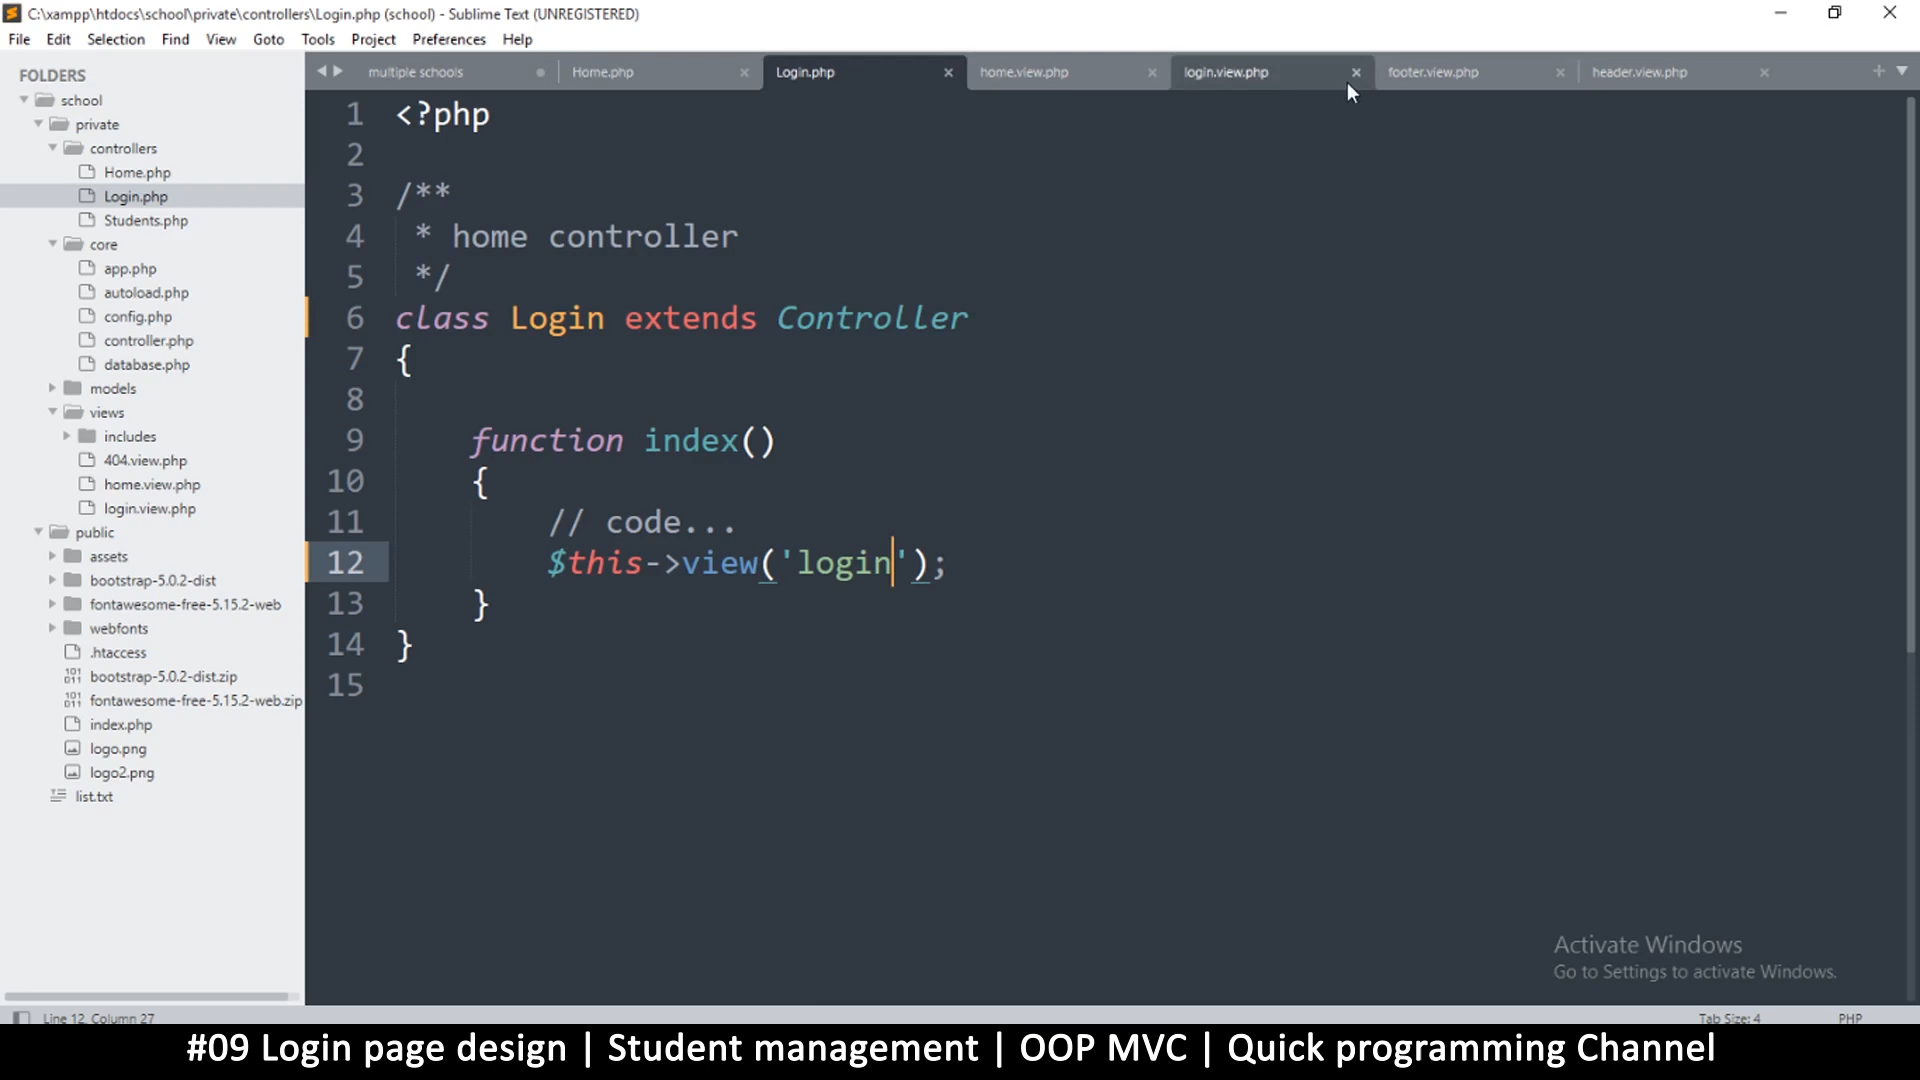 C:\xampp\htdocs\school\private\controllers\Login.php (school) - Sublime Text (UNREGISTERED)
File Edit Selection Find View Goto Tools Project Preferences Help
FOLDERS
school
private
controllers
Home.php
Login.php
Students.php
core
app.php
autoload.php
config.php
controller.php
database.php
models
views
includes
404.view.php
home.view.php
login.view.php
public
assets
bootstrap-5.0.2-dist
fontawesome-free-5.15.2-web
webfonts
.htaccess
bootstrap-5.0.2-dist.zip
fontawesome-free-5.15.2-web.zip
index.php
logo.png
logo2.png
list.txt
multiple schools Home.php Login.php home.view.php login.view.php footer.view.php header.view.php
1 <?php
2
3 /**
4 * home controller
5 */
6 class Login extends Controller
7 {
8
9 function index()
10 {
11 // code...
12 $this->view('login');
13 }
14 }
15
Activate Windows
Go to Settings to activate Windows.
Line 12, Column 27 Tab Size: 4 PHP
#09 Login page design | Student management | OOP MVC | Quick programming Channel